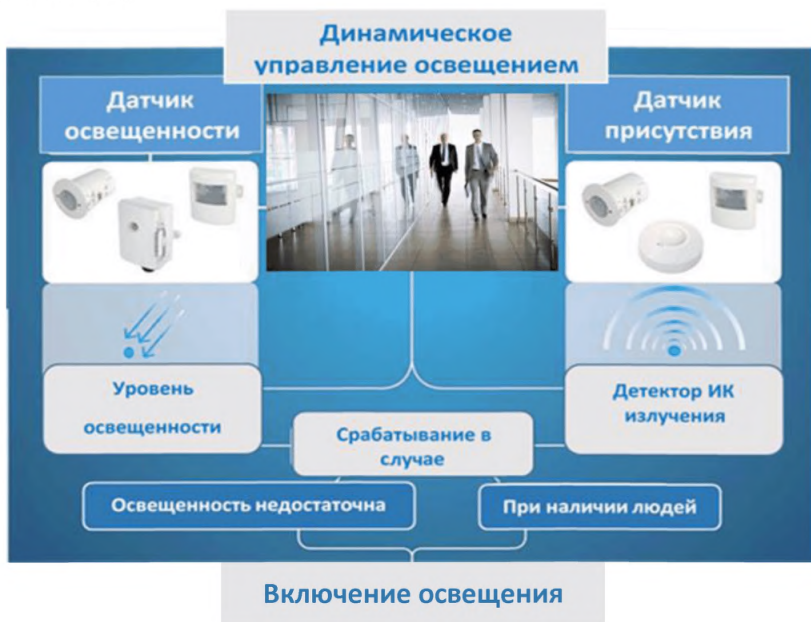 Динамическое
управление освещением
Датчик
освещенности
Датчик
присутствия
Уровень
освещенности
Детектор ИК
излучения
Срабатывание в
случае
Освещенность недостаточна
При наличии людей
Включение освещения